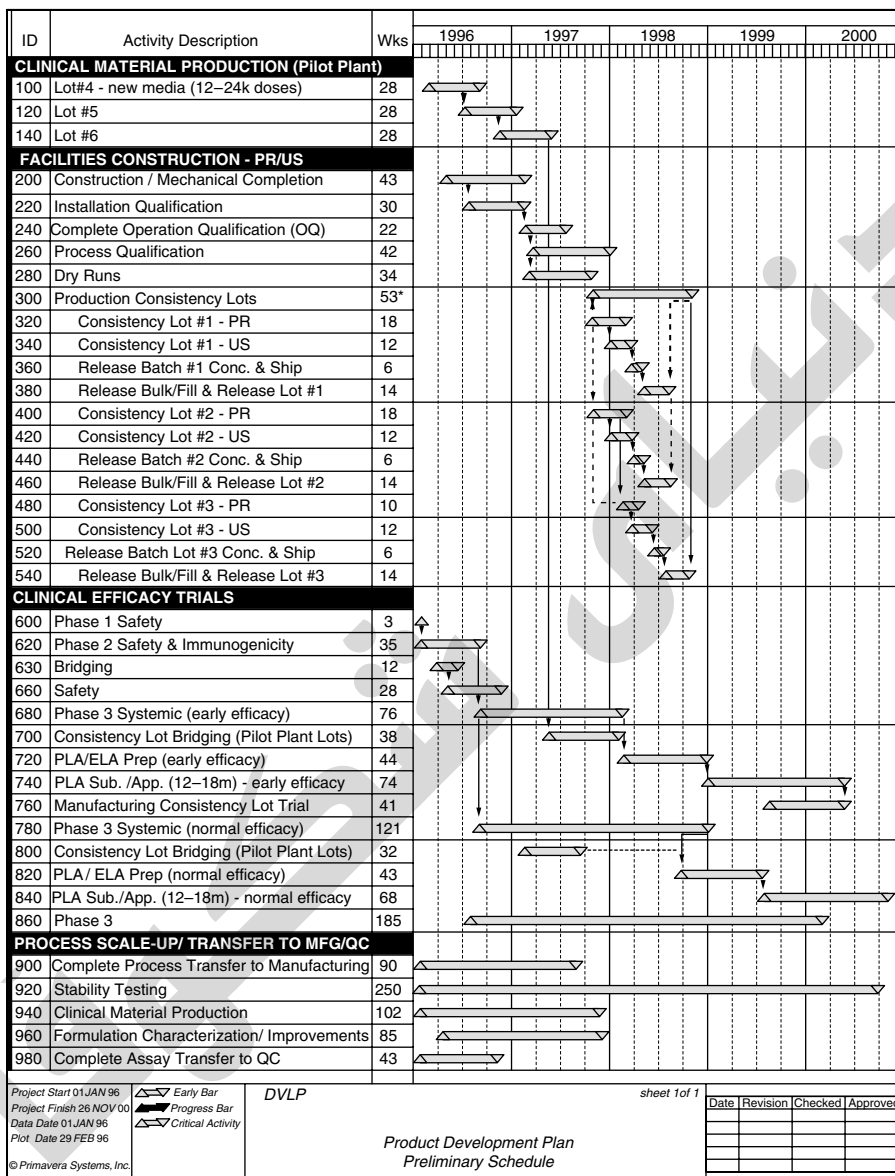 ID Activity Description Wks 1996 1997 1998 1999 2000
CLINICAL MATERIAL PRODUCTION (Pilot Plant)
100 Lot#4 - new media (12–24k doses) 28
120 Lot #5 28
140 Lot #6 28
FACILITIES CONSTRUCTION - PR/US
200 Construction / Mechanical Completion 43
220 Installation Qualification 30
240 Complete Operation Qualification (OQ) 22
260 Process Qualification 42
280 Dry Runs 34
300 Production Consistency Lots 53*
320 Consistency Lot #1 - PR 18
340 Consistency Lot #1 - US 12
360 Release Batch #1 Conc. & Ship 6
380 Release Bulk/Fill & Release Lot #1 14
400 Consistency Lot #2 - PR 18
420 Consistency Lot #2 - US 12
440 Release Batch #2 Conc. & Ship 6
460 Release Bulk/Fill & Release Lot #2 14
480 Consistency Lot #3 - PR 10
500 Consistency Lot #3 - US 12
520 Release Batch Lot #3 Conc. & Ship 6
540 Release Bulk/Fill & Release Lot #3 14
CLINICAL EFFICACY TRIALS
600 Phase 1 Safety 3
620 Phase 2 Safety & Immunogenicity 35
630 Bridging 12
660 Safety 28
680 Phase 3 Systemic (early efficacy) 76
700 Consistency Lot Bridging (Pilot Plant Lots) 38
720 PLA/ELA Prep (early efficacy) 44
740 PLA Sub. /App. (12–18m) - early efficacy 74
760 Manufacturing Consistency Lot Trial 41
780 Phase 3 Systemic (normal efficacy) 121
800 Consistency Lot Bridging (Pilot Plant Lots) 32
820 PLA/ ELA Prep (normal efficacy) 43
840 PLA Sub./App. (12–18m) - normal efficacy 68
860 Phase 3 185
PROCESS SCALE-UP/ TRANSFER TO MFG/QC
900 Complete Process Transfer to Manufacturing 90
920 Stability Testing 250
940 Clinical Material Production 102
960 Formulation Characterization/ Improvements 85
980 Complete Assay Transfer to QC 43
Project Start 01JAN 96
Project Finish 26 NOV 00
Data Date 01JAN 96
Plot Date 29 FEB 96
© Primavera Systems, Inc.
Early Bar
Progress Bar
Critical Activity
DVLP
sheet 1of 1
Product Development Plan
Preliminary Schedule
Date Revision Checked Approved